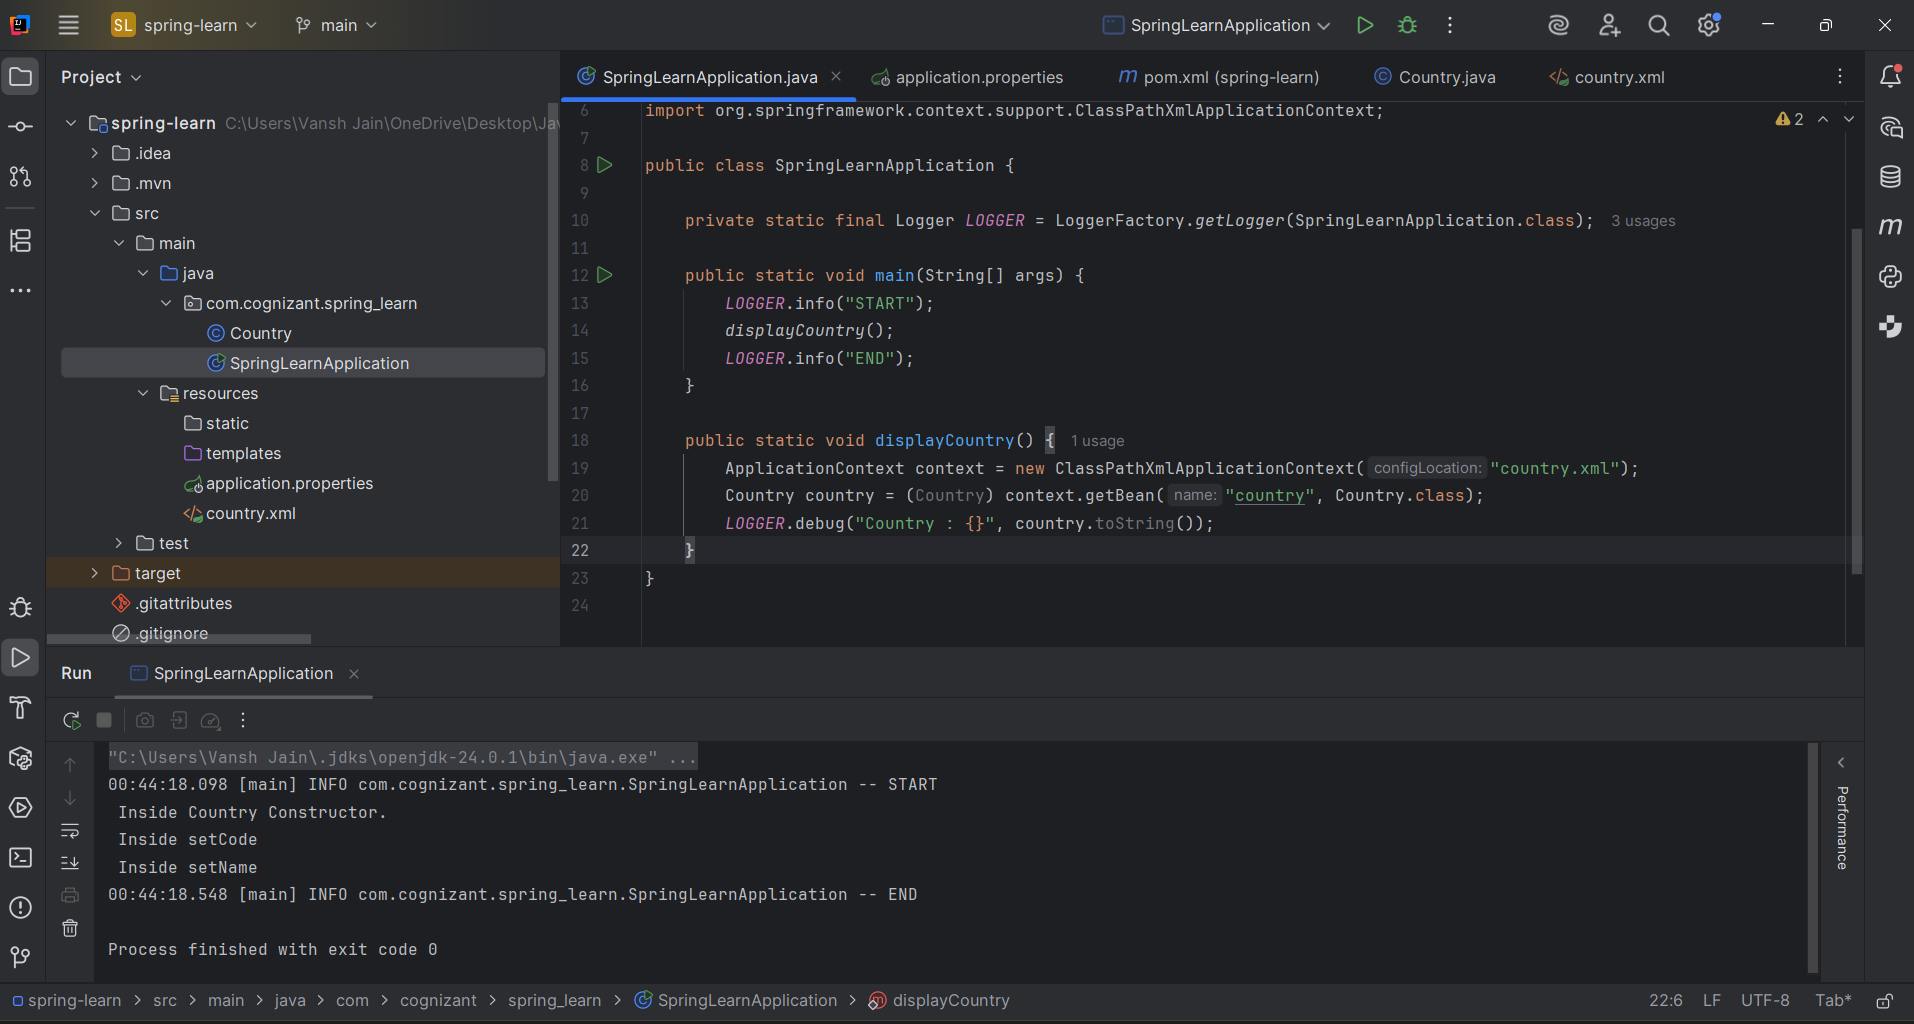 SL spring-learn main SpringLearnApplication
Project
SpringLearnApplication.java application.properties m pom.xml (spring-learn) Country.java country.xml
spring-learn C:\Users\Vansh Jain\OneDrive\Desktop\Ja
.idea
.mvn
src
main
java
com.cognizant.spring_learn
Country
SpringLearnApplication
resources
static
templates
application.properties
country.xml
test
target
.gitattributes
.gitignore
2
6 import org.springframework.context.support.ClassPathXmlApplicationContext;
7
8 public class SpringLearnApplication {
9
10 private static final Logger LOGGER = LoggerFactory.getLogger(SpringLearnApplication.class); 3 usages
11
12 public static void main(String[] args) {
13 LOGGER.info("START");
14 displayCountry();
15 LOGGER.info("END");
16 }
17
18 public static void displayCountry() { 1 usage
19 ApplicationContext context = new ClassPathXmlApplicationContext( configLocation: "country.xml");
20 Country country = (Country) context.getBean( name: "country", Country.class);
21 LOGGER.debug("Country : {}", country.toString());
22 }
23 }
24
Run SpringLearnApplication
"C:\Users\Vansh Jain\.jdks\openjdk-24.0.1\bin\java.exe" ...
00:44:18.098 [main] INFO com.cognizant.spring_learn.SpringLearnApplication -- START
Inside Country Constructor.
Inside setCode
Inside setName
00:44:18.548 [main] INFO com.cognizant.spring_learn.SpringLearnApplication -- END
Process finished with exit code 0
Performance
spring-learn > src > main > java > com > cognizant > spring_learn > SpringLearnApplication > displayCountry
22:6 LF UTF-8 Tab*